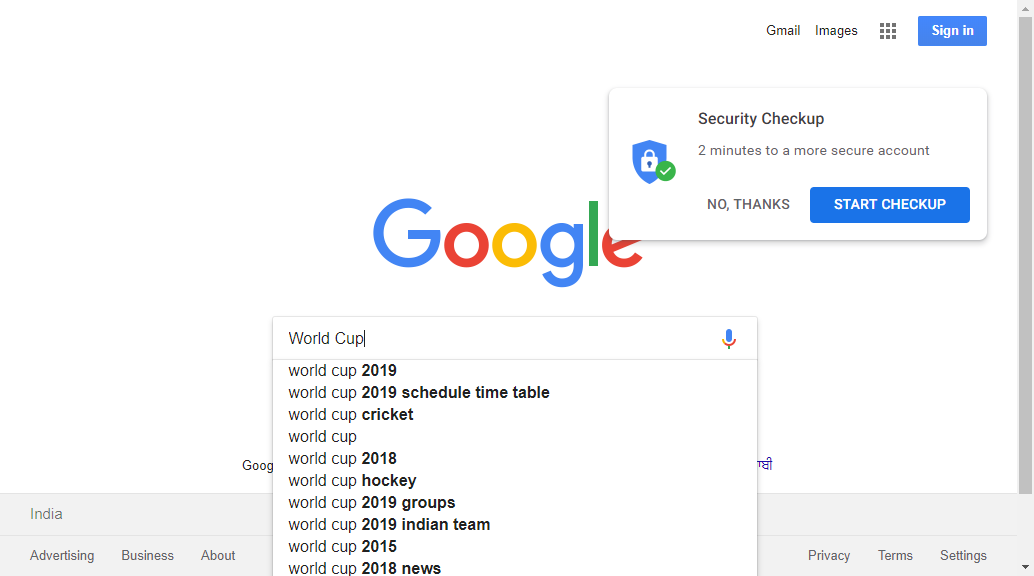 Gmail Images Sign in
Security Checkup
2 minutes to a more secure account
NO, THANKS START CHECKUP
Google
World Cup
world cup 2019
world cup 2019 schedule time table
world cup cricket
world cup
world cup 2018
world cup hockey
world cup 2019 groups
world cup 2019 indian team
world cup 2015
world cup 2018 news
India
Advertising Business About
Privacy Terms Settings